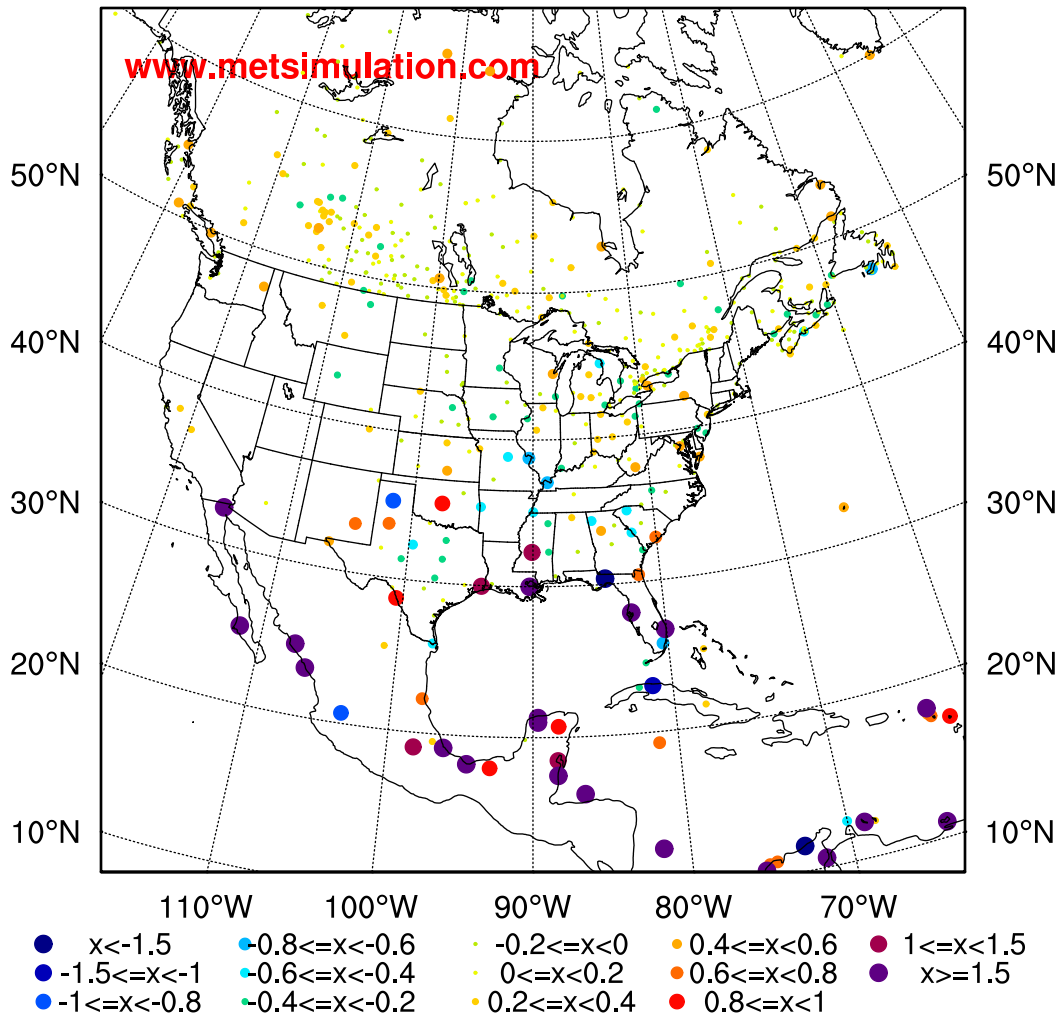 www.metsimulation.com
50°N 50°N
40°N 40°N
30°N 30°N
20°N 20°N
10°N 10°N
110°W 100°W 90°W 80°W 70°W
x<-1.5 -0.8<=x<-0.6 -0.2<=x<0 0.4<=x<0.6 1<=x<1.5
-1.5<=x<-1 -0.6<=x<-0.4 0<=x<0.2 0.6<=x<0.8 x>=1.5
-1<=x<-0.8 -0.4<=x<-0.2 0.2<=x<0.4 0.8<=x<1